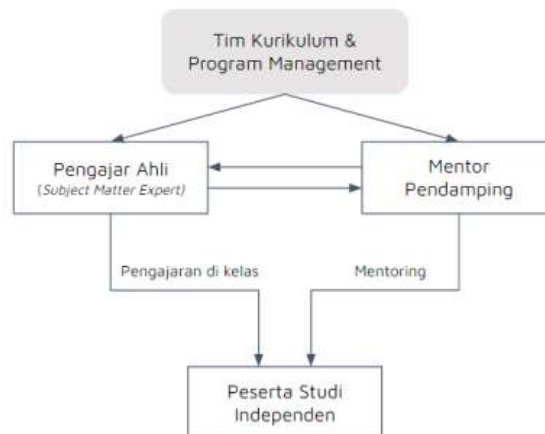 Tim Kurikulum &
Program Management
Pengajar Ahli
(Subject Matter Expert)
Mentor
Pendamping
Pengajaran di kelas
Mentoring
Peserta Studi
Independen